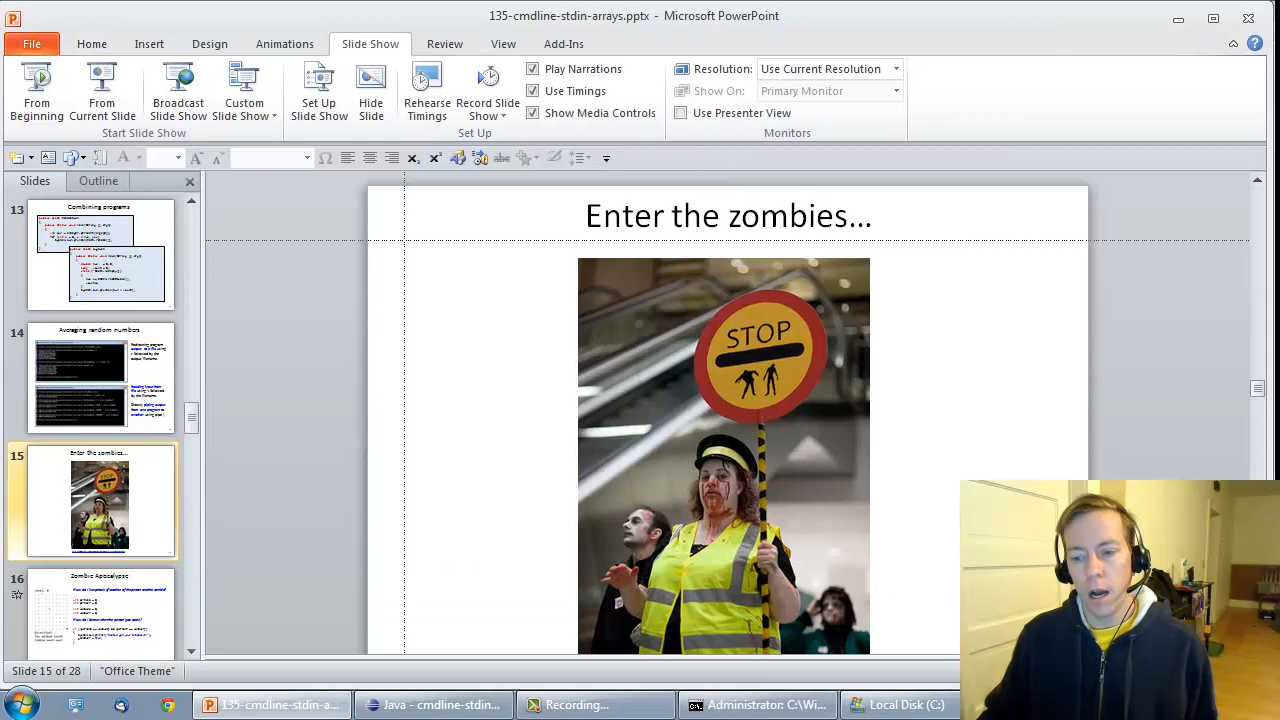 135-cmdline-stdin-arrays.pptx - Microsoft PowerPoint
File Home Insert Design Animations Slide Show Review View Add-Ins
From Beginning
From Current Slide
Broadcast Slide Show
Custom Slide Show
Start Slide Show
Set Up Slide Show
Hide Slide
Rehearse Timings
Record Slide Show
Play Narrations
Use Timings
Show Media Controls
Set Up
Resolution: Use Current Resolution
Show On: Primary Monitor
Use Presenter View
Monitors
Slides Outline
13
Combining programs
14
Averaging random numbers
15
Enter the zombies...
16
Zombie Apocalypse
Enter the zombies...
STOP
Slide 15 of 28 "Office Theme"
135-cmdline-stdin-a...
Java - cmdline-stdin...
Recording...
Administrator: C:\Wi...
Local Disk (C:)